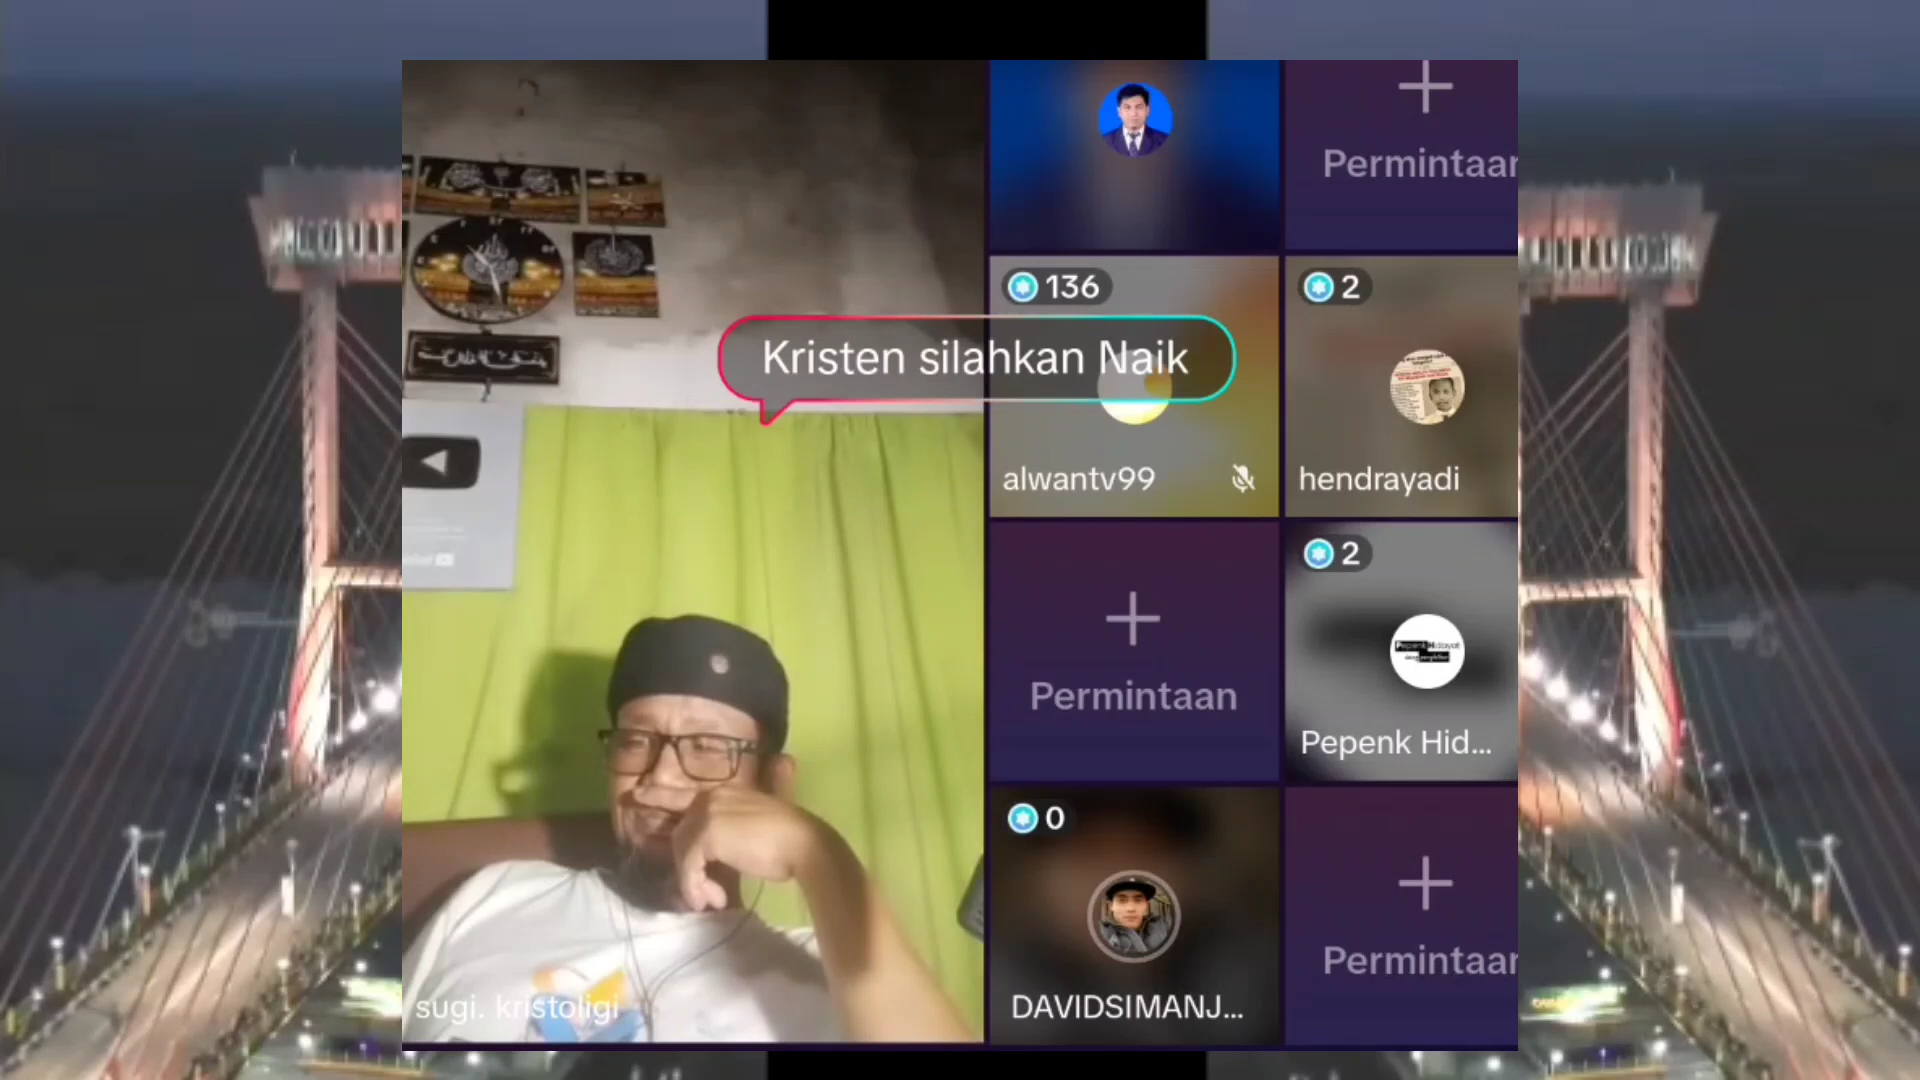 Permintaan
136
2
Kristen silahkan Naik
alwantv99
hendrayadi
2
Permintaan
Pepenk Hid...
0
DAVIDSIMANJ...
Permintaan
sugi. kristoligi